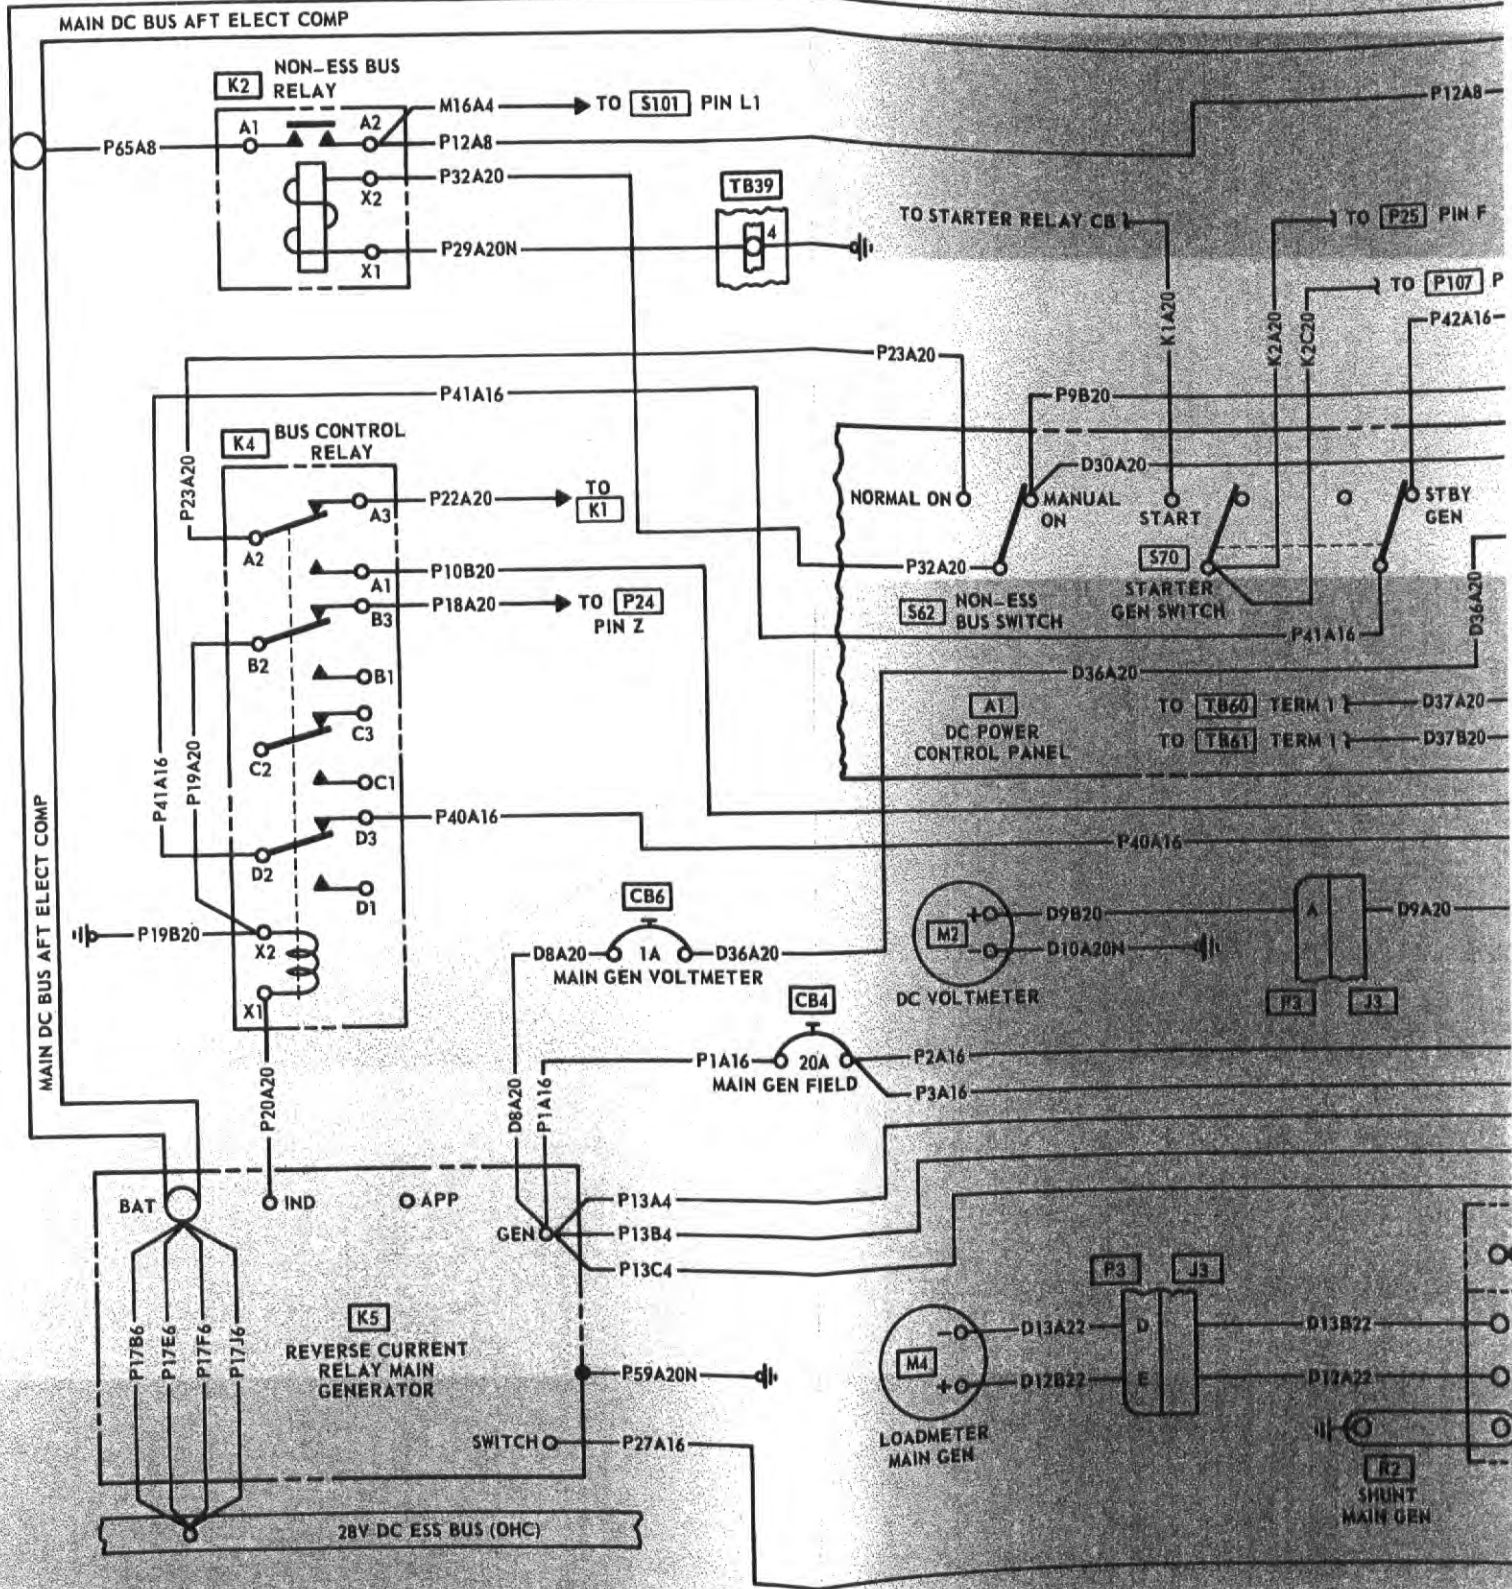 MAIN DC BUS AFT ELECT COMP
K2 NON-ESS BUS
RELAY
A1
A2
M16A4
TO S101 PIN L1
P65A8
P12A8
P12A8
P32A20
X2
P29A20N
X1
TB39
4
TO STARTER RELAY CB
TO P25 PIN F
TO P107 P
K1A20
K2A20
K2C20
P42A16
P23A20
P41A16
P9B20
K4 BUS CONTROL
RELAY
P23A20
A3
P22A20
TO
K1
A2
NORMAL ON
MANUAL
ON
D30A20
START
STBY
GEN
A1
P10B20
P32A20
S70
STARTER
GEN SWITCH
B3
P18A20
TO P24
PIN Z
S62 NON-ESS
BUS SWITCH
P41A16
D36A20
B2
B1
D36A20
A1
DC POWER
CONTROL PANEL
TO TB60 TERM 1
D37A20
TO TB61 TERM 1
D37B20
C3
C2
C1
P41A16
P19A20
D3
P40A16
P40A16
D2
D1
MAIN DC BUS AFT ELECT COMP
P19B20
X2
X1
CB6
D8A20
1A
D36A20
MAIN GEN VOLTMETER
M2
+
D9B20
A
D9A20
-
D10A20N
DC VOLTMETER
P3
J3
CB4
P1A16
20A
P2A16
MAIN GEN FIELD
P3A16
P20A20
D8A20
P1A16
BAT
IND
APP
GEN
P13A4
P13B4
P13C4
P17B6
P17E6
P17F6
P17J6
K5
REVERSE CURRENT
RELAY MAIN
GENERATOR
P59A20N
SWITCH
P27A16
P3
J3
M4
-
D13A22
D
D13B22
+
D12B22
E
D12A22
LOADMETER
MAIN GEN
R2
SHUNT
MAIN GEN
28V DC ESS BUS (OHC)